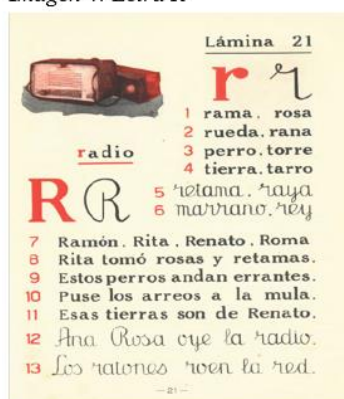 Imagen 4. Letra R
Lámina 21
r r
1 rama, rosa
2 rueda, rana
radio
3 perro, torre
4 tierra, tarro
R R
5 retama, raya
6 marrano, rey
7 Ramón, Rita, Renato, Roma
8 Rita tomó rosas y retamas.
9 Estos perros andan errantes.
10 Puse los arreos a la mula.
11 Esas tierras son de Renato.
12 Ana Rosa oye la radio.
13 Los ratones roen la red.
— 21 —